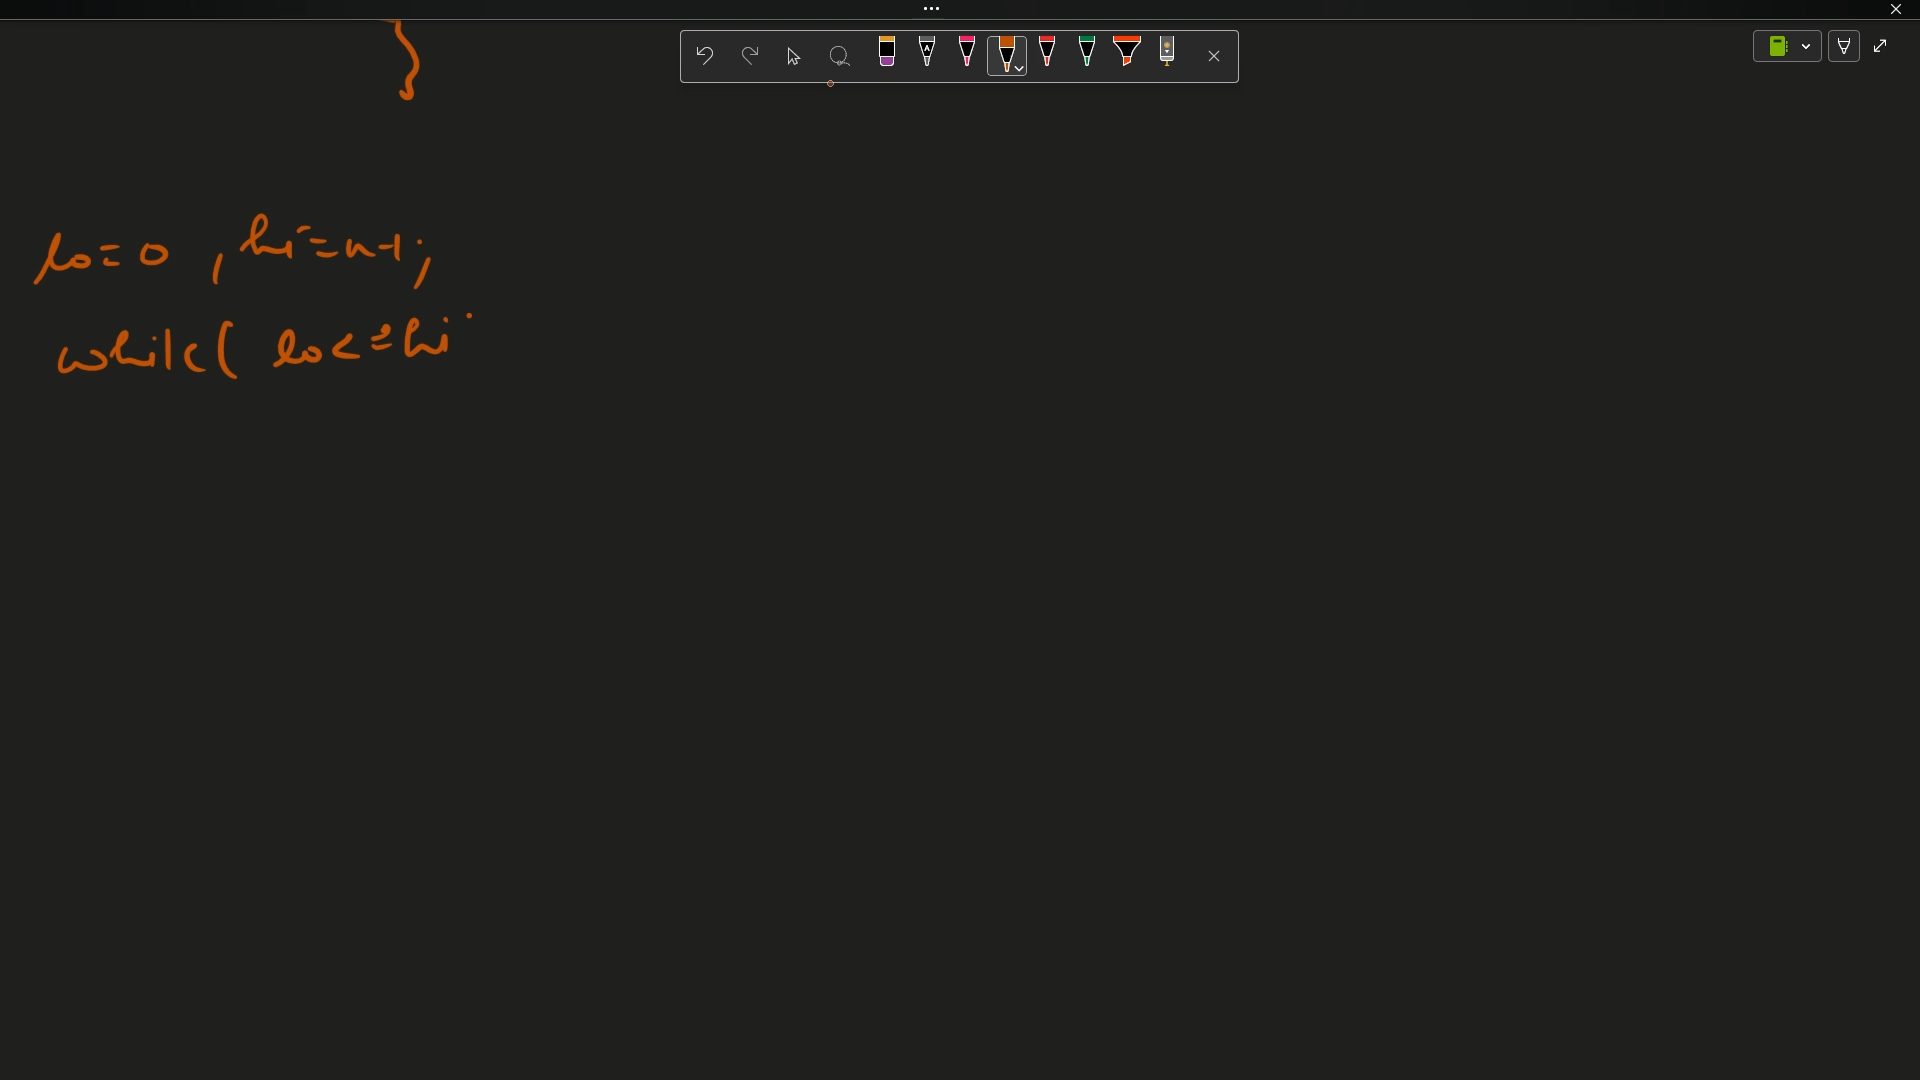 }
lo=0 , hi=n-1;
while( lo<=hi